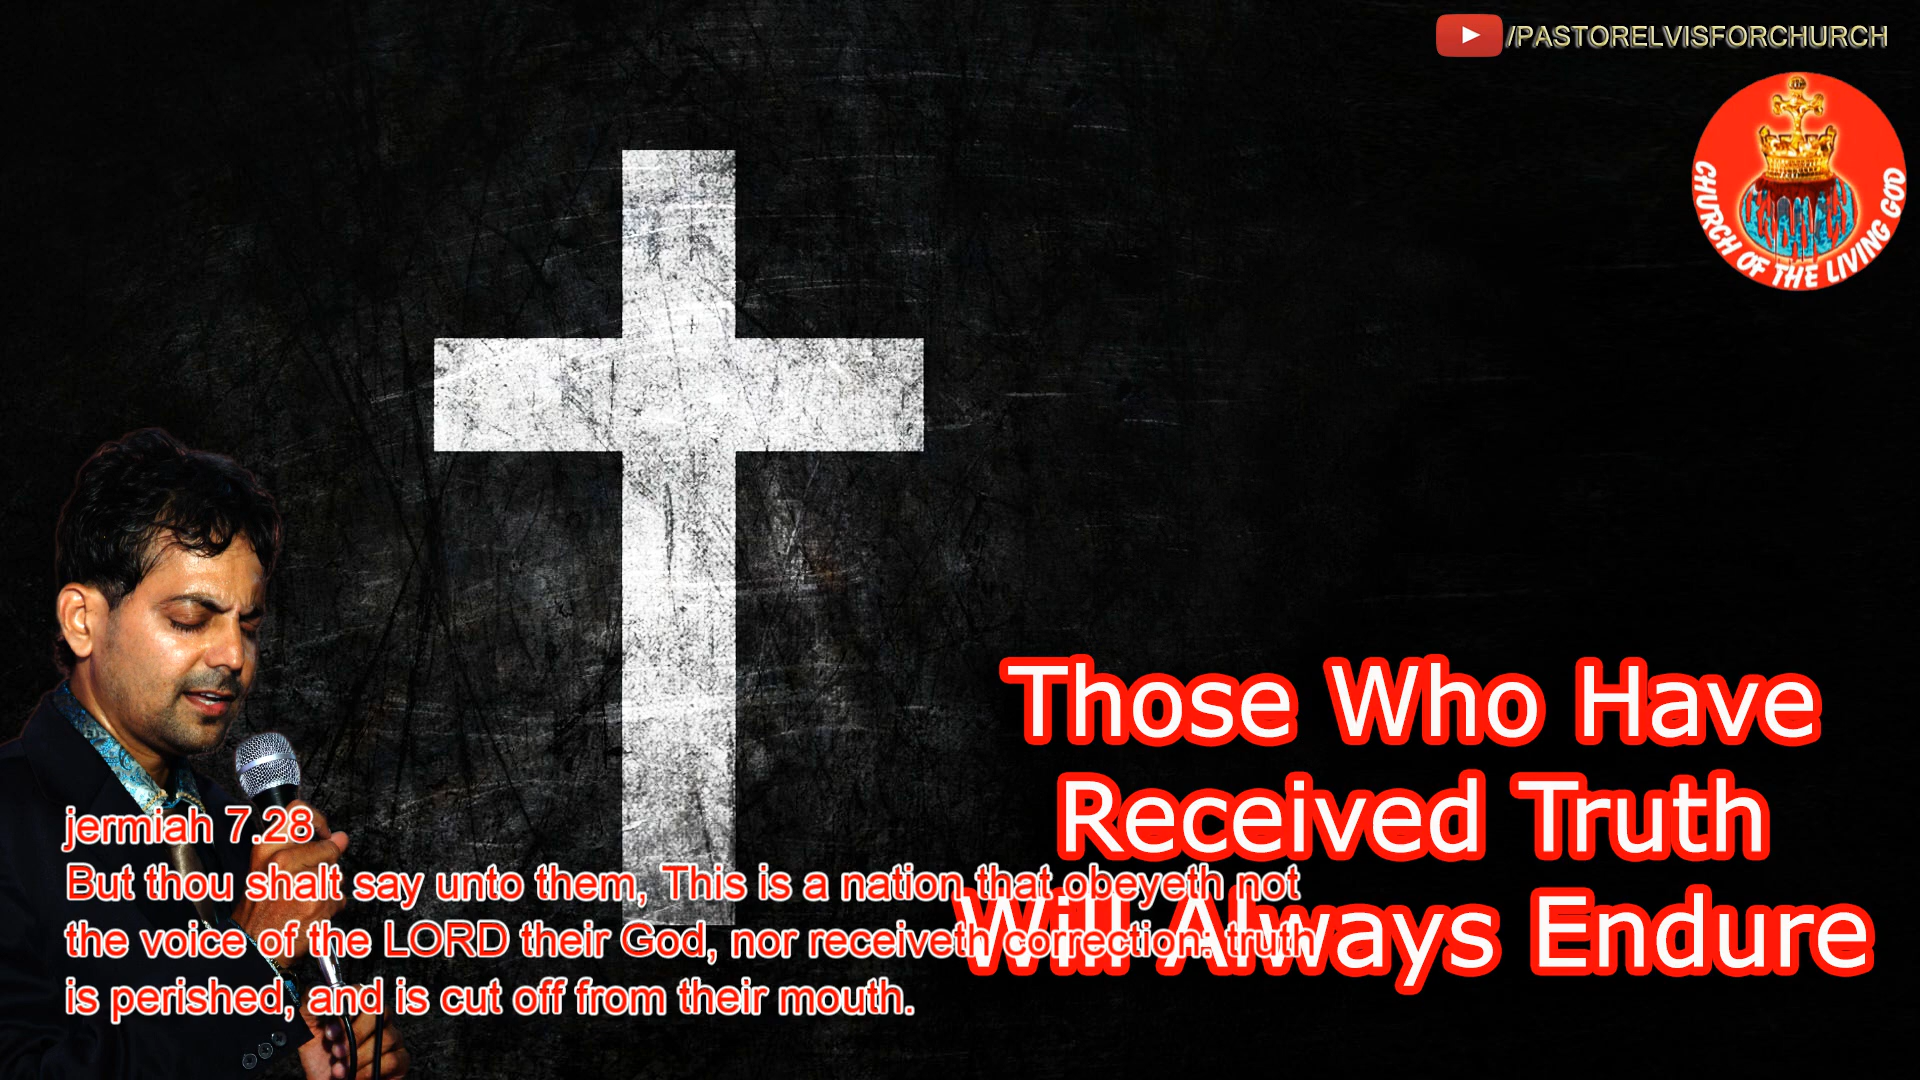 /PASTORELVISFORCHURCH
CHURCH OF THE LIVING GOD
Those Who Have
Received Truth
Will Always Endure
jermiah 7.28
But thou shalt say unto them, This is a nation that obeyeth not
the voice of the LORD their God, nor receiveth correction: truth
is perished, and is cut off from their mouth.